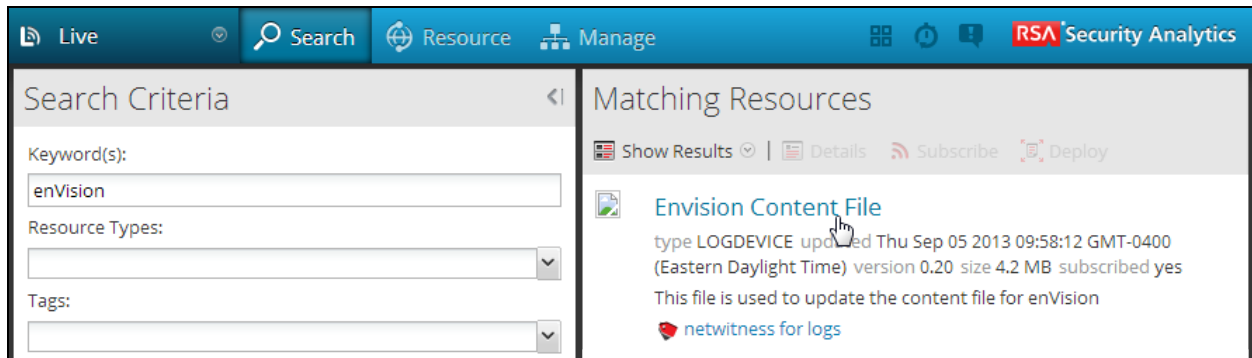 Live Search Resource Manage RSA Security Analytics
Search Criteria
Keyword(s):
enVision
Resource Types:
Tags:
Matching Resources
Show Results | Details Subscribe Deploy
Envision Content File
type LOGDEVICE updated Thu Sep 05 2013 09:58:12 GMT-0400
(Eastern Daylight Time) version 0.20 size 4.2 MB subscribed yes
This file is used to update the content file for enVision
netwitness for logs